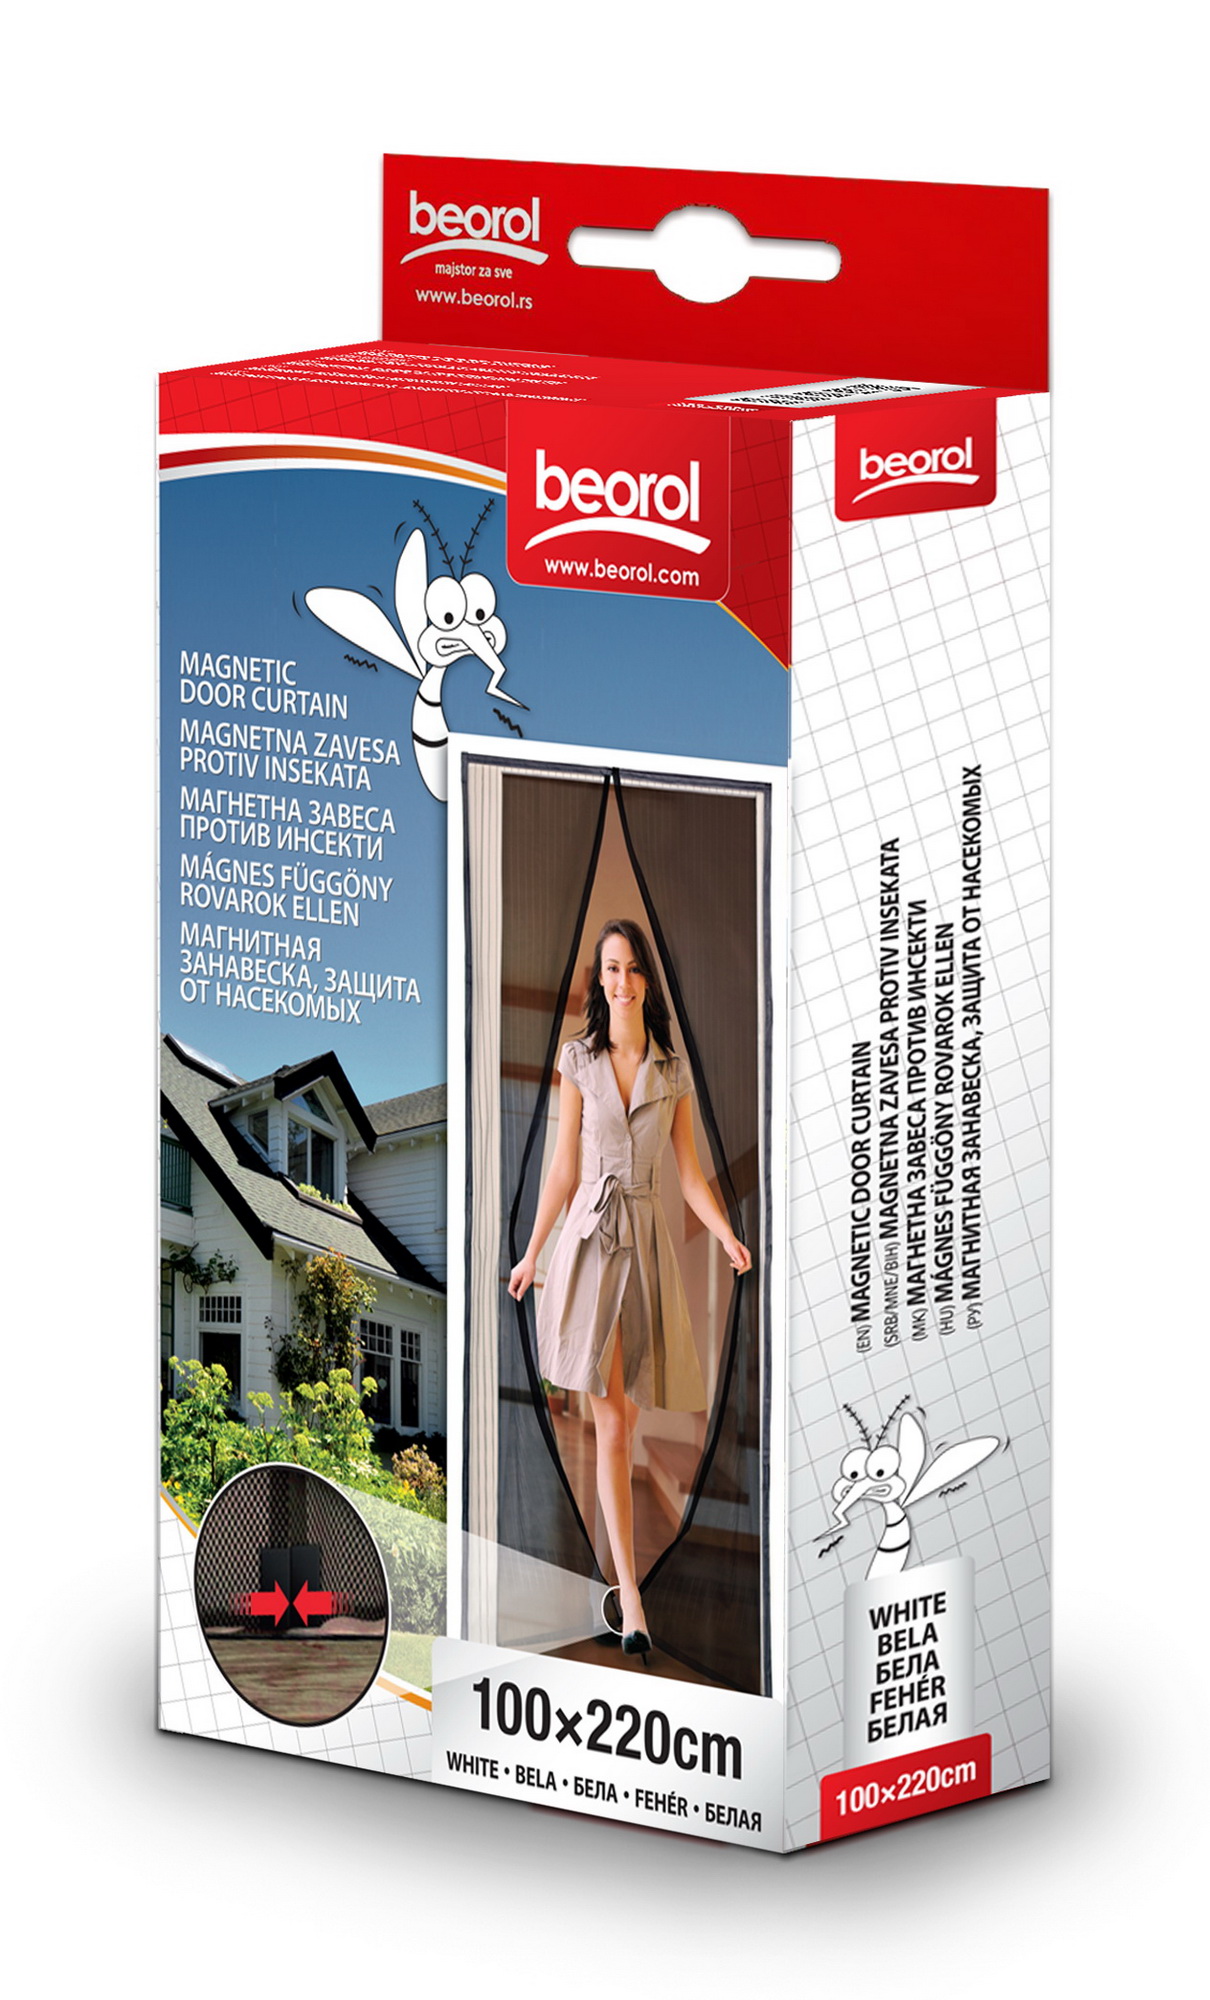 beorol
majstor za sve
www.beorol.rs
beorol
www.beorol.com
MAGNETIC
DOOR CURTAIN
MAGNETNA ZAVESA
PROTIV INSEKATA
МАГНЕТНА ЗАВЕСА
ПРОТИВ ИНСЕКТИ
MÁGNES FÜGGÖNY
ROVAROK ELLEN
МАГНИТНАЯ
ЗАНАВЕСКА, ЗАЩИТА
ОТ НАСЕКОМЫХ
100×220cm
WHITE • BELA • БЕЛА • FEHÉR • БЕЛАЯ
beorol
(EN) MAGNETIC DOOR CURTAIN
(SRB/MNE/BIH) MAGNETNA ZAVESA PROTIV INSEKATA
(MK) МАГНЕТНА ЗАВЕСА ПРОТИВ ИНСЕКТИ
(HU) MÁGNES FÜGGÖNY ROVAROK ELLEN
(РУ) МАГНИТНАЯ ЗАНАВЕСКА, ЗАЩИТА ОТ НАСЕКОМЫХ
WHITE
BELA
БЕЛА
FEHÉR
БЕЛАЯ
100×220cm